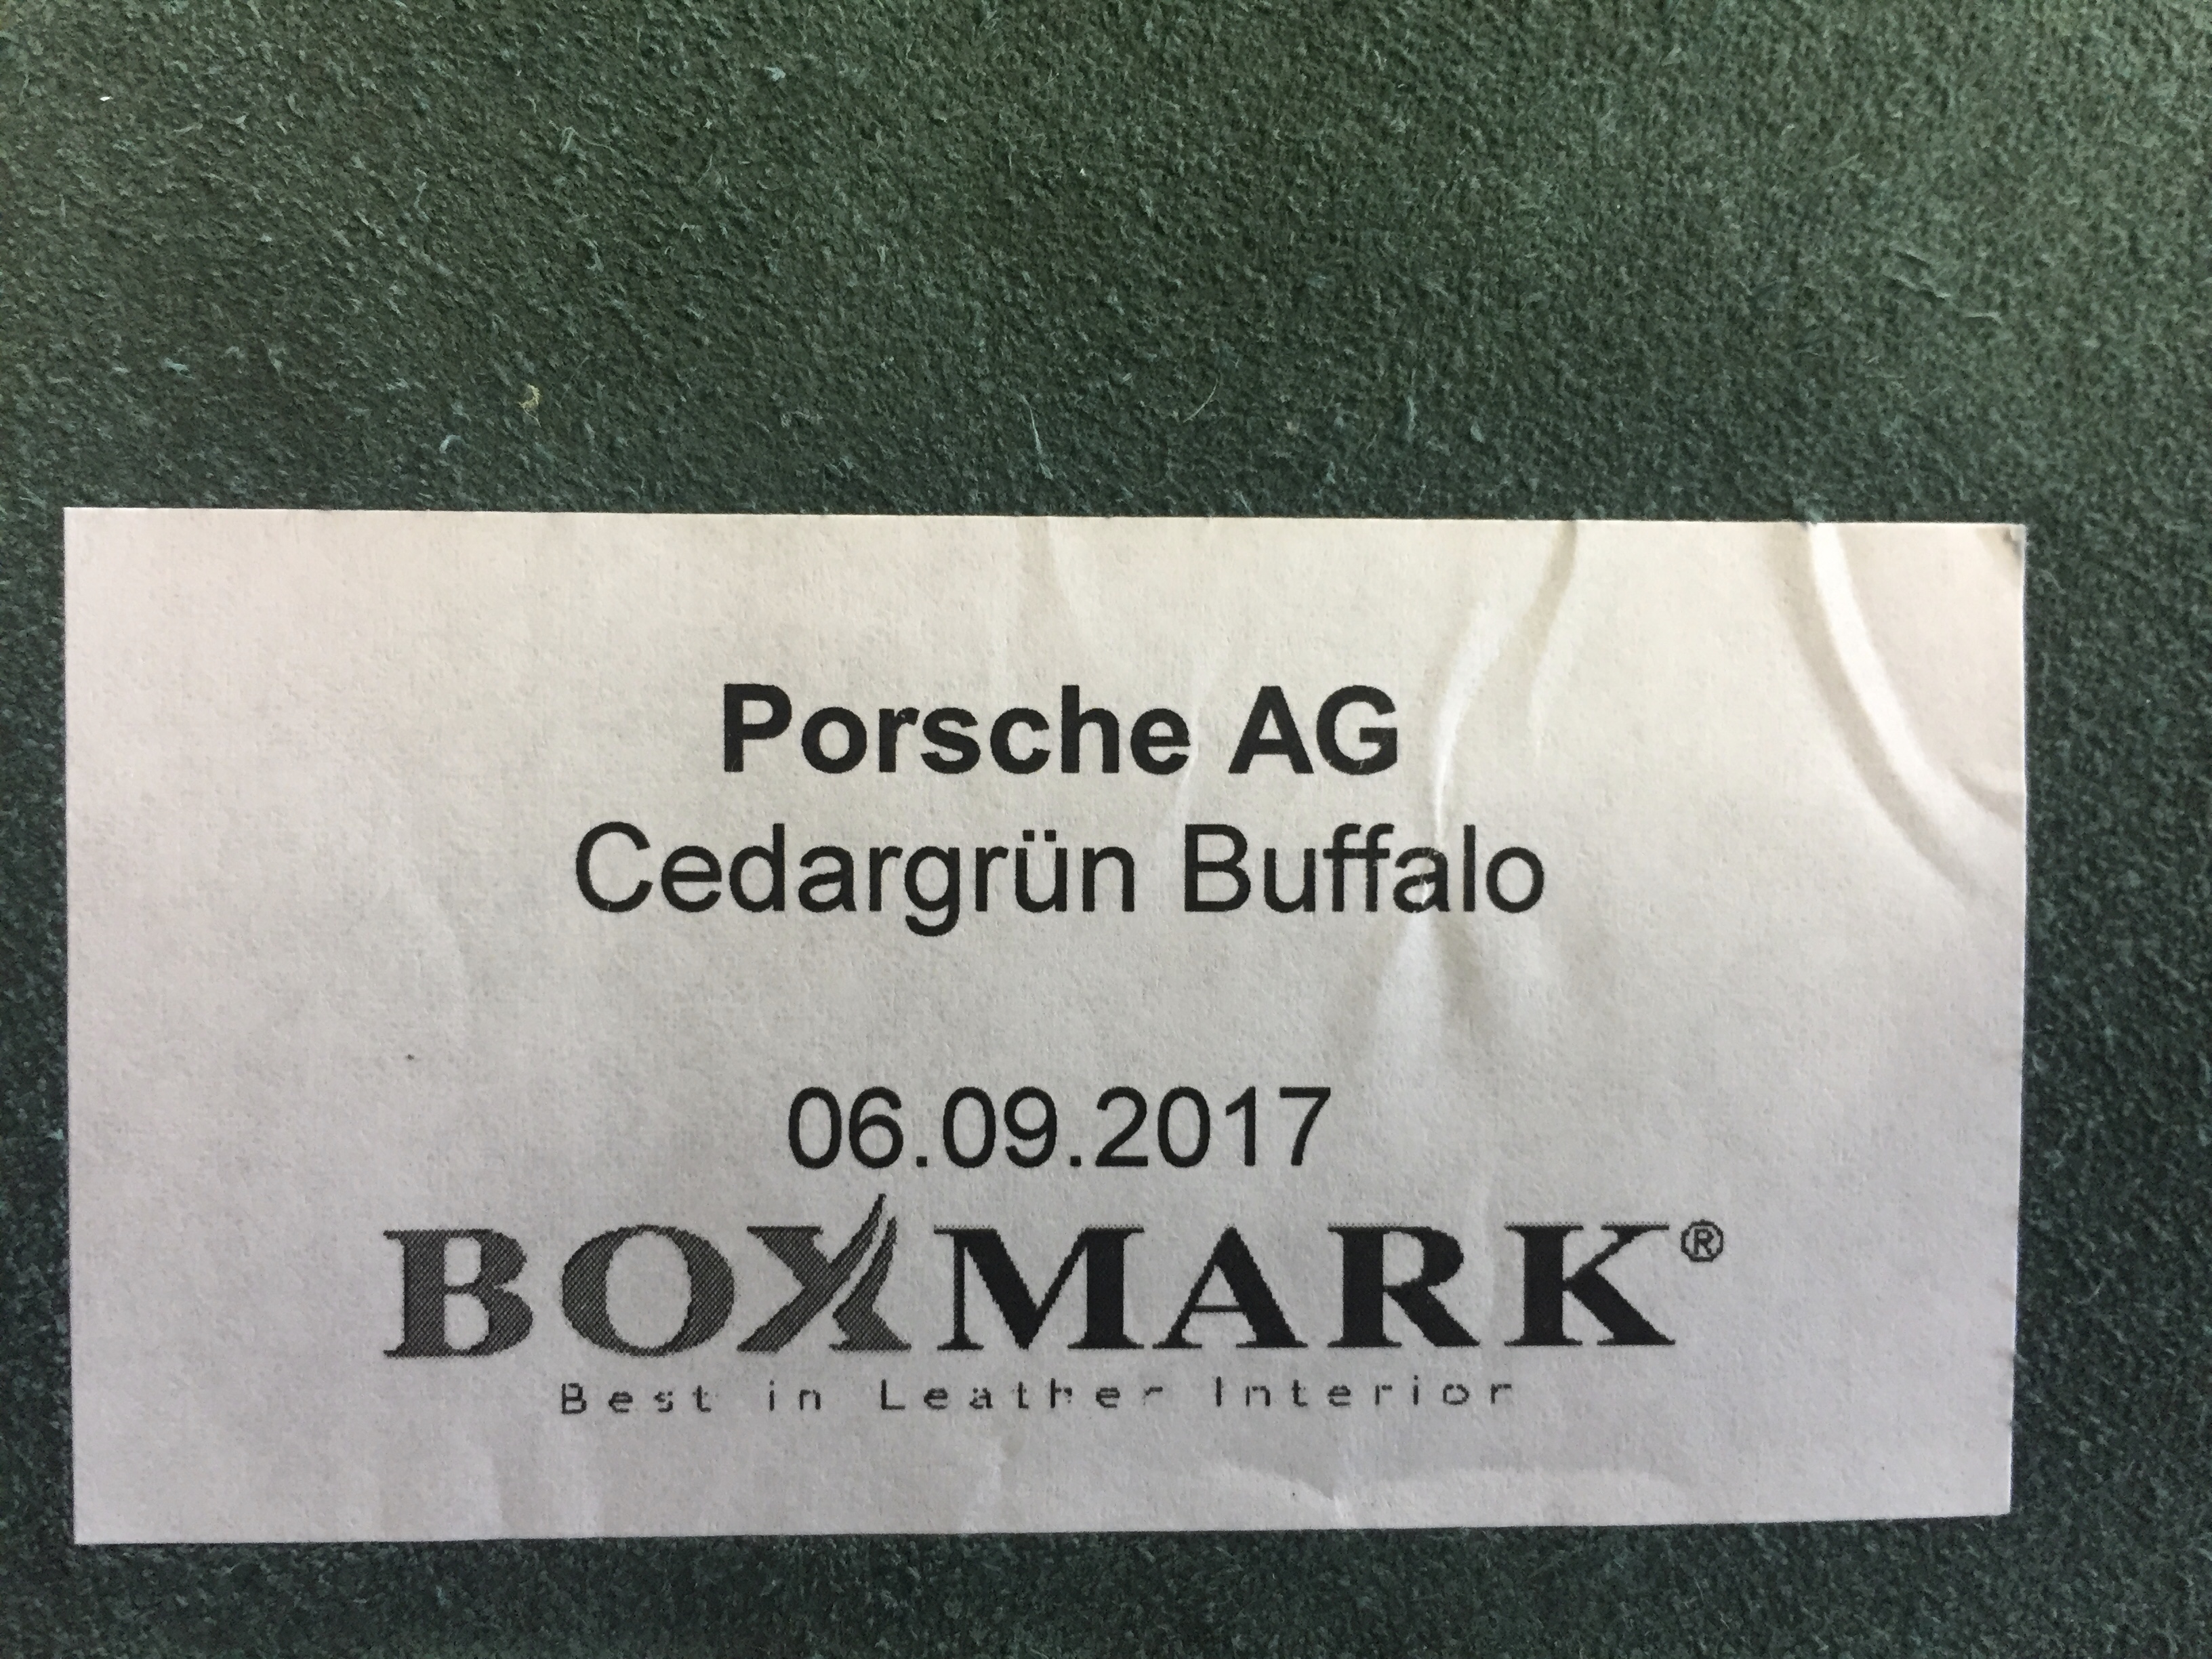 Porsche AG
Cedargrün Buffalo
06.09.2017
BOXMARK®
Best in Leather Interior